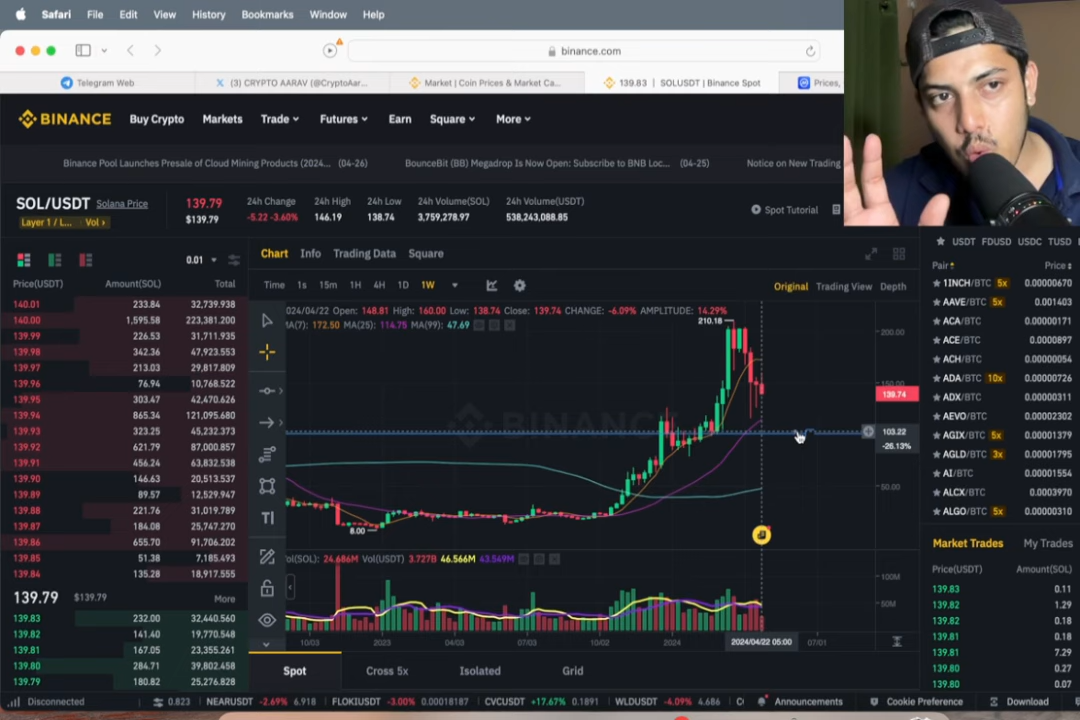 Safari File Edit View History Bookmarks Window Help
binance.com
Telegram Web
(3) CRYPTO AARAV (@CryptoAar...
Market | Coin Prices & Market Ca...
139.83 | SOLUSDT | Binance Spot
Prices,
BINANCE Buy Crypto Markets Trade Futures Earn Square More
Binance Pool Launches Presale of Cloud Mining Products (2024... (04-26)
BounceBit (BB) Megadrop Is Now Open: Subscribe to BNB Loc... (04-25)
Notice on New Trading
SOL/USDT Solana Price
Layer 1 / L... Vol
139.79
$139.79
24h Change
-5.22 -3.60%
24h High
146.19
24h Low
138.74
24h Volume(SOL)
3,759,278.97
24h Volume(USDT)
538,243,088.85
Spot Tutorial
0.01
Price(USDT) Amount(SOL) Total
140.01 233.84 32,739.938
140.00 1,595.58 223,381.200
139.99 226.53 31,711.935
139.98 342.36 47,923.553
139.97 213.03 29,817.809
139.96 76.94 10,768.522
139.95 303.47 42,470.626
139.94 865.34 121,095.680
139.93 323.25 45,232.373
139.92 621.79 87,000.857
139.91 456.24 63,832.538
139.90 146.63 20,513.537
139.89 89.57 12,529.947
139.88 221.76 31,019.789
139.87 184.08 25,747.270
139.86 655.70 91,706.202
139.85 51.38 7,185.493
139.84 135.28 18,917.555
139.79 $139.79 More
139.83 232.00 32,440.560
139.82 141.40 19,770.548
139.81 167.05 23,355.261
139.80 284.71 39,802.458
139.79 180.82 25,276.828
Chart Info Trading Data Square
Time 1s 15m 1H 4H 1D 1W
Original Trading View Depth
2024/04/22 Open: 148.81 High: 160.00 Low: 138.74 Close: 139.74 CHANGE: -6.09% AMPLITUDE: 14.29%
MA(7): 172.50 MA(25): 114.75 MA(99): 47.69
210.18
200.00
150.00
139.74
BINANCE
103.22
-26.13%
50.00
8.00
Vol(SOL): 24.686M Vol(USDT) 3.727B 46.566M 43.549M
100M
50M
10/03 2023 04/03 07/03 10/02 2024 2024/04/22 05:00 07/01
Spot Cross 5x Isolated Grid
USDT FDUSD USDC TUSD
Pair Price
1INCH/BTC 5x 0.00000670
AAVE/BTC 5x 0.001403
ACA/BTC 0.00000171
ACE/BTC 0.0000897
ACH/BTC 0.00000054
ADA/BTC 10x 0.00000726
ADX/BTC 0.00000311
AEVO/BTC 0.00002302
AGIX/BTC 5x 0.00001379
AGLD/BTC 3x 0.00001795
AI/BTC 0.00001554
ALCX/BTC 0.0003970
ALGO/BTC 5x 0.00000310
Market Trades My Trades
Price(USDT) Amount(SOL)
139.83 0.11
139.82 1.29
139.82 0.18
139.81 0.18
139.81 7.29
139.80 0.27
139.80 0.07
Disconnected
0.823 NEARUSDT -2.69% 6.918 FLOKIUSDT -3.00% 0.00018187 CVCUSDT +17.67% 0.1891 WLDUSDT -4.09% 4.686
Announcements Cookie Preference Download